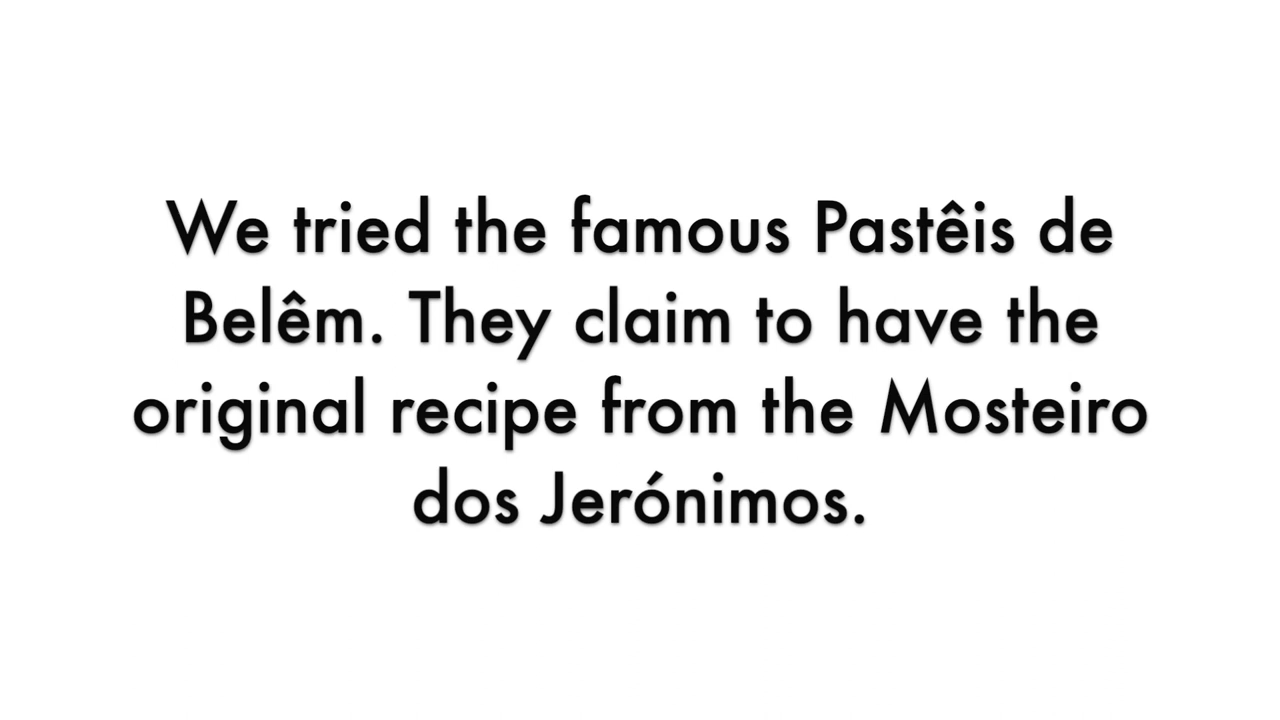 We tried the famous Pastêis de
Belêm. They claim to have the
original recipe from the Mosteiro
dos Jerónimos.